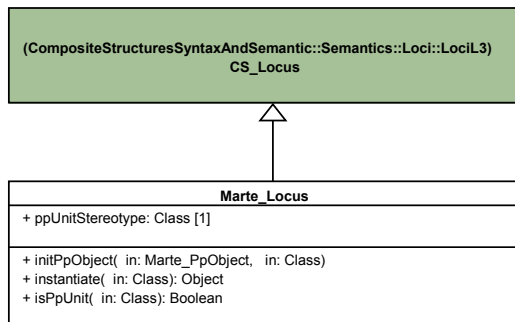 (CompositeStructuresSyntaxAndSemantic::Semantics::Loci::LociL3)
CS_Locus
Marte_Locus
+ ppUnitStereotype: Class [1]
+ initPpObject( in: Marte_PpObject, in: Class)
+ instantiate( in: Class): Object
+ isPpUnit( in: Class): Boolean